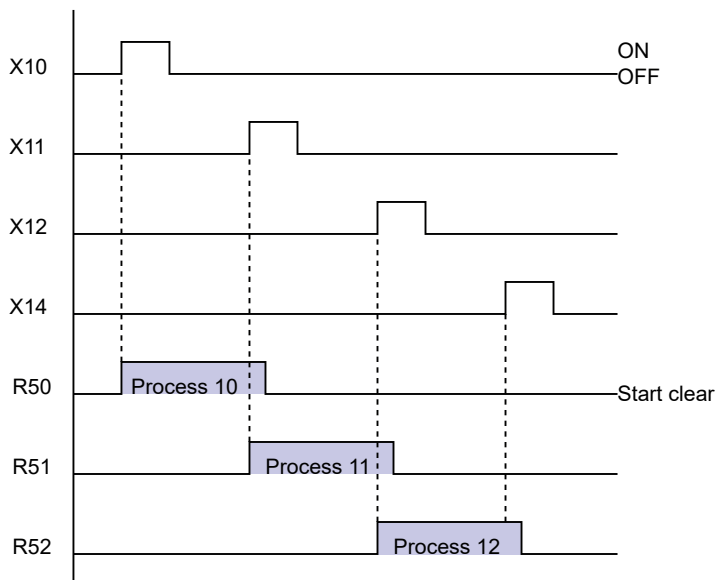 X10
ON
OFF
X11
X12
X14
R50
Process 10
Start clear
R51
Process 11
R52
Process 12